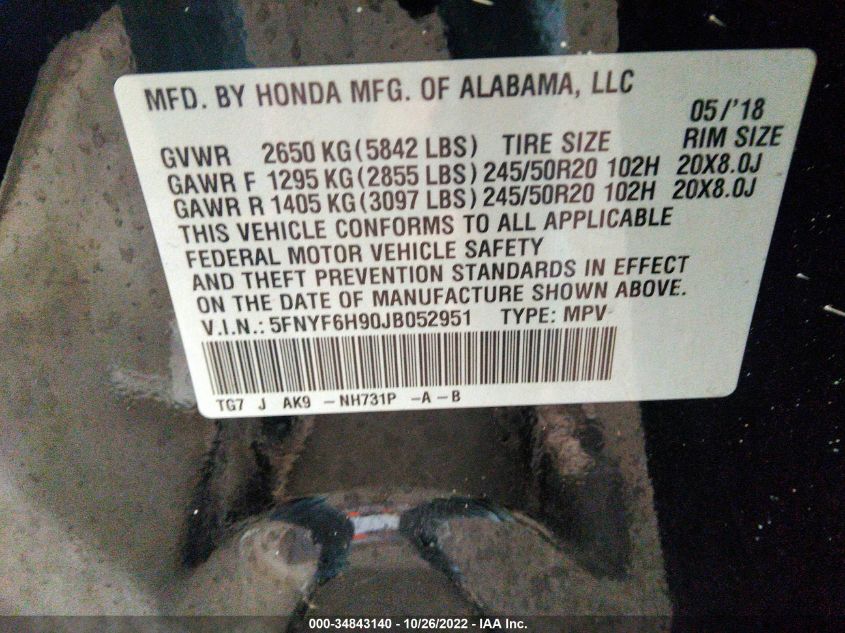 MFD. BY HONDA MFG. OF ALABAMA, LLC
05/'18
GVWR 2650 KG(5842 LBS) TIRE SIZE RIM SIZE
GAWR F 1295 KG(2855 LBS) 245/50R20 102H 20X8.0J
GAWR R 1405 KG(3097 LBS) 245/50R20 102H 20X8.0J
THIS VEHICLE CONFORMS TO ALL APPLICABLE
FEDERAL MOTOR VEHICLE SAFETY
AND THEFT PREVENTION STANDARDS IN EFFECT
ON THE DATE OF MANUFACTURE SHOWN ABOVE.
V.I.N.: 5FNYF6H90JB052951 TYPE: MPV
TG7 J AK9 -NH731P -A-B
000-34843140 - 10/26/2022 - IAA Inc.